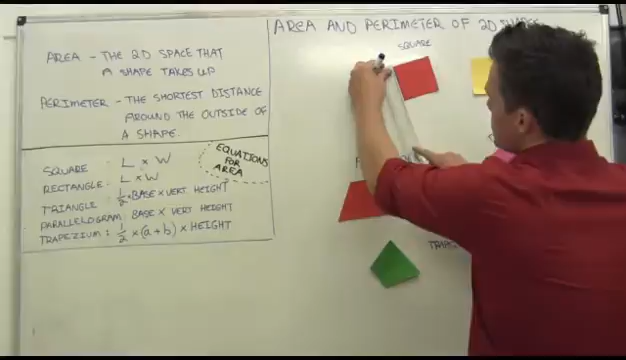 AREA AND PERIMETER OF 2D
SQUARE
AREA - THE 2D SPACE THAT
A SHAPE TAKES UP
PERIMETER - THE SHORTEST DISTANCE
AROUND THE OUTSIDE OF
A SHAPE.
EQUATIONS
FOR
AREA
SQUARE : L x W
RECTANGLE: L x W
TRIANGLE: 1/2 x BASE x VERT HEIGHT
PARALLELOGRAM: BASE x VERT HEIGHT
TRAPEZIUM: 1/2 x (a+b) x HEIGHT